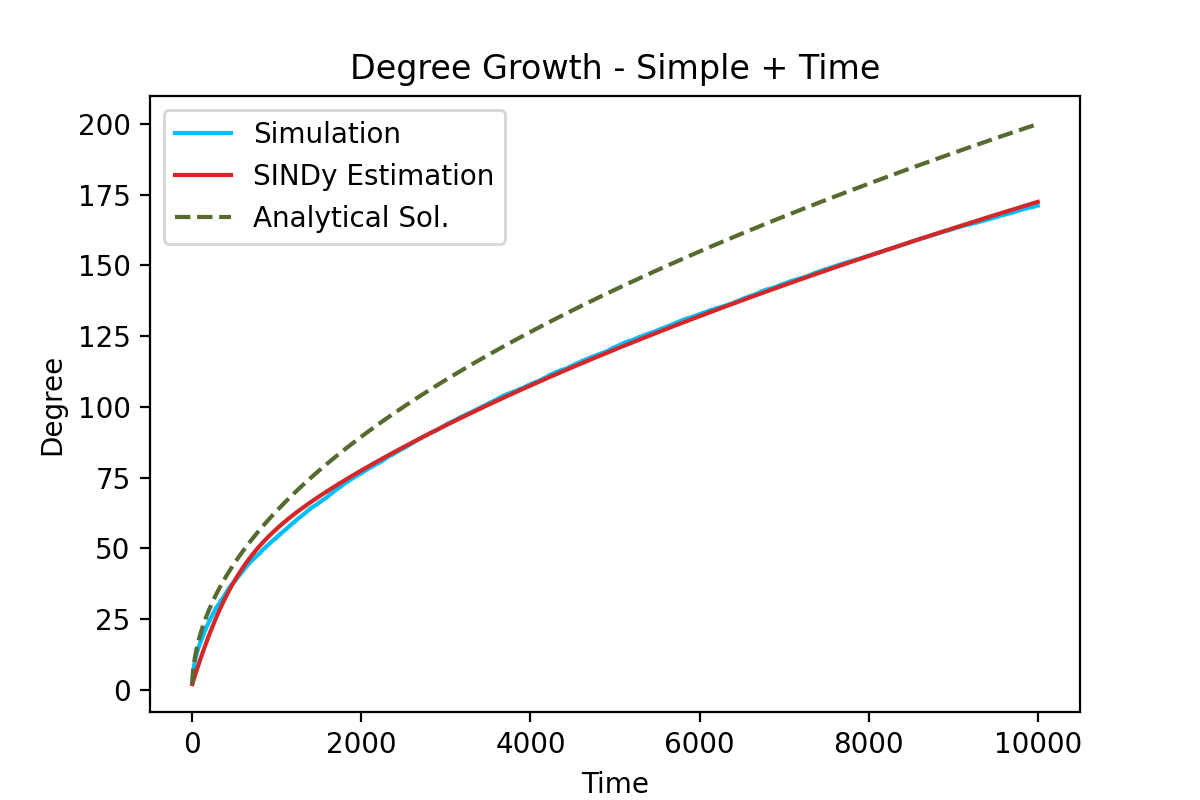 Degree Growth - Simple + Time
Simulation
SINDy Estimation
Analytical Sol.
200
175
150
125
100
75
50
25
0
Degree
0 2000 4000 6000 8000 10000
Time